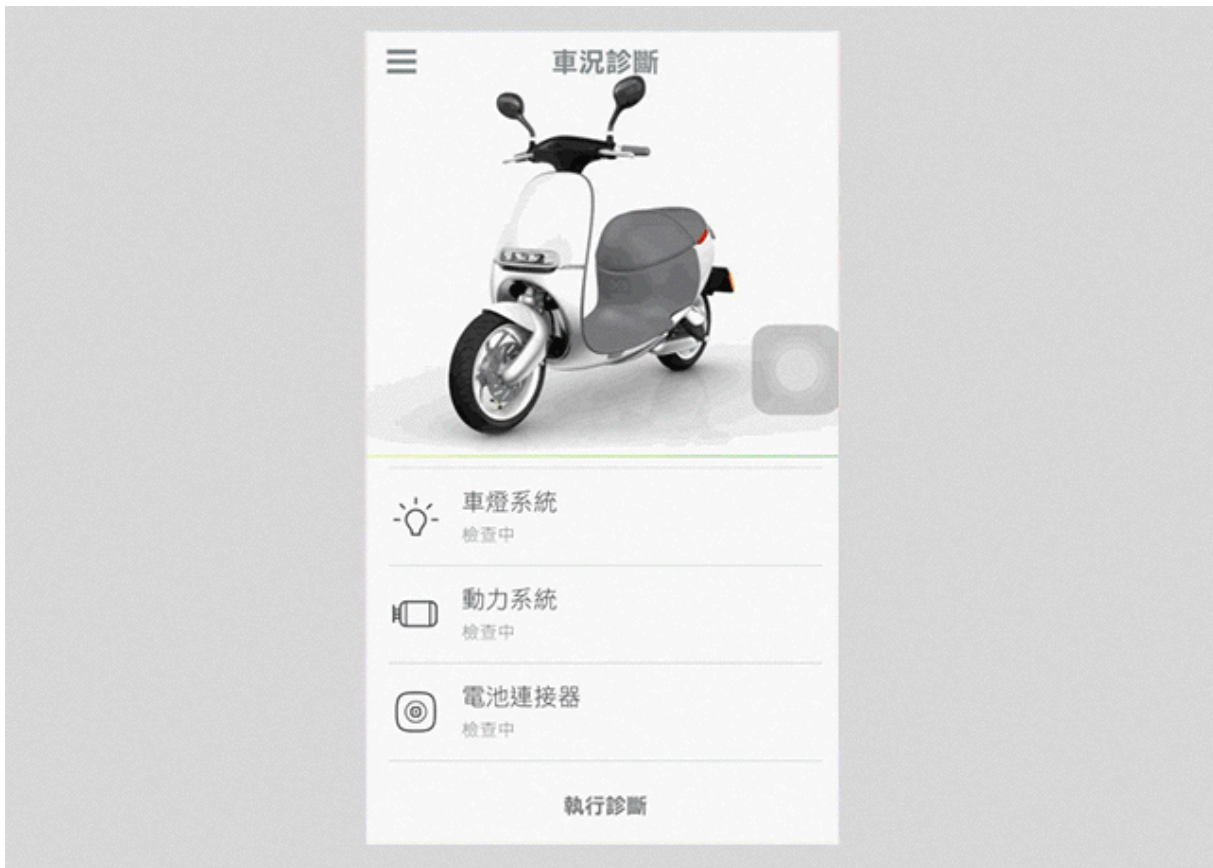 車況診斷
車燈系統
檢查中
動力系統
檢查中
電池連接器
檢查中
執行診斷